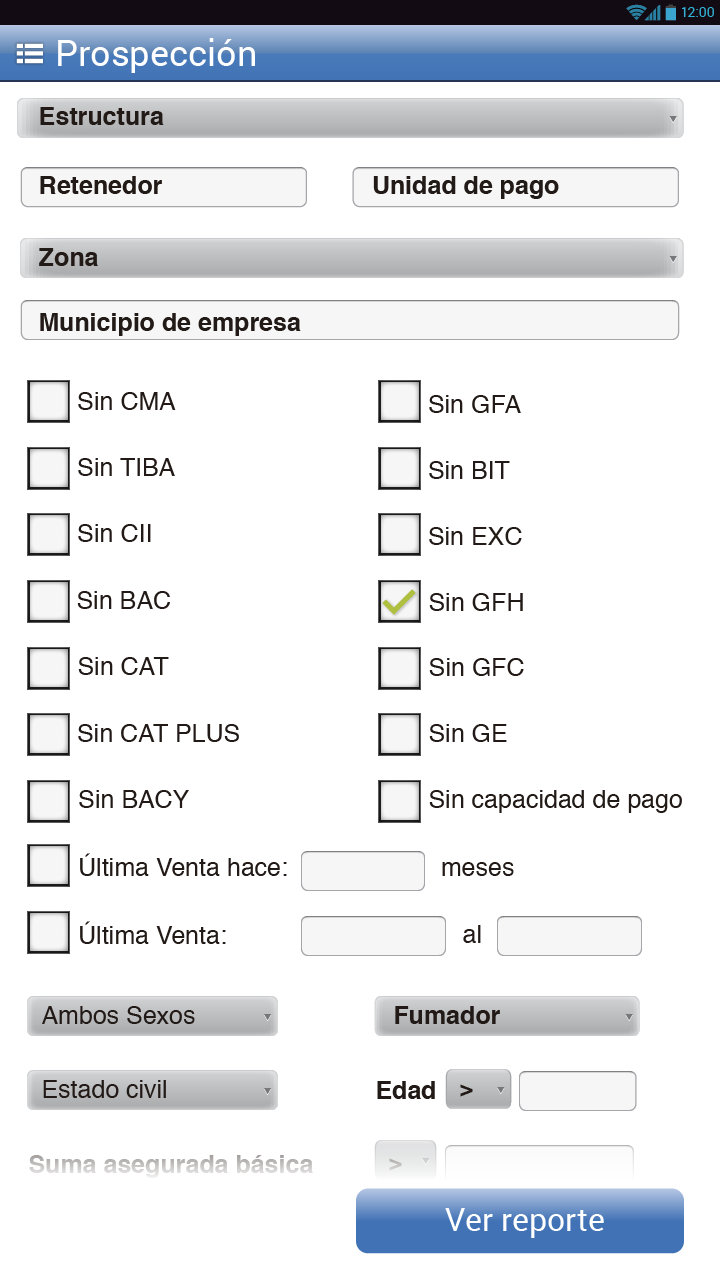 12:00
Prospección
Estructura
Retenedor Unidad de pago
Zona
Municipio de empresa
Sin CMA Sin GFA
Sin TIBA Sin BIT
Sin CII Sin EXC
Sin BAC Sin GFH
Sin CAT Sin GFC
Sin CAT PLUS Sin GE
Sin BACY Sin capacidad de pago
Última Venta hace: meses
Última Venta: al
Ambos Sexos Fumador
Estado civil Edad >
Suma asegurada básica >
Ver reporte